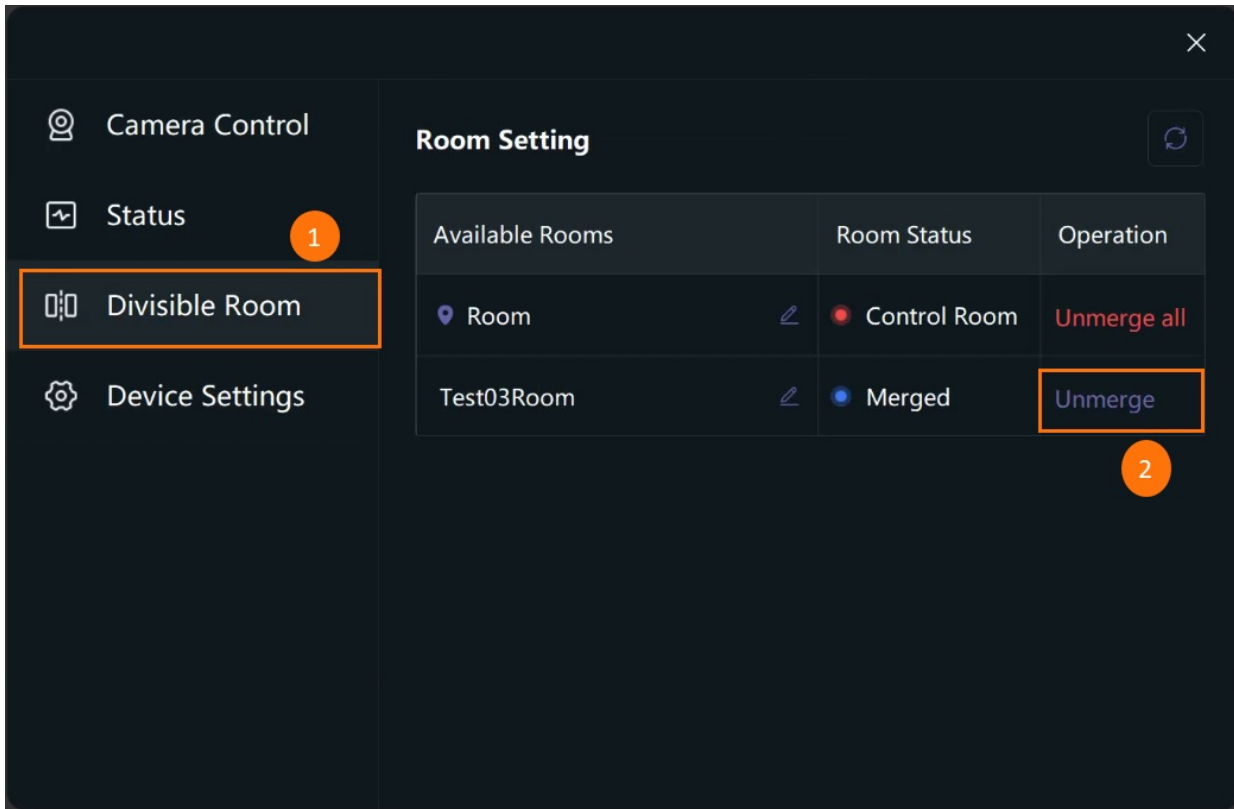 Camera Control
Status
1
Divisible Room
Device Settings
Room Setting
Available Rooms Room Status Operation
Room Control Room Unmerge all
Test03Room Merged Unmerge
2